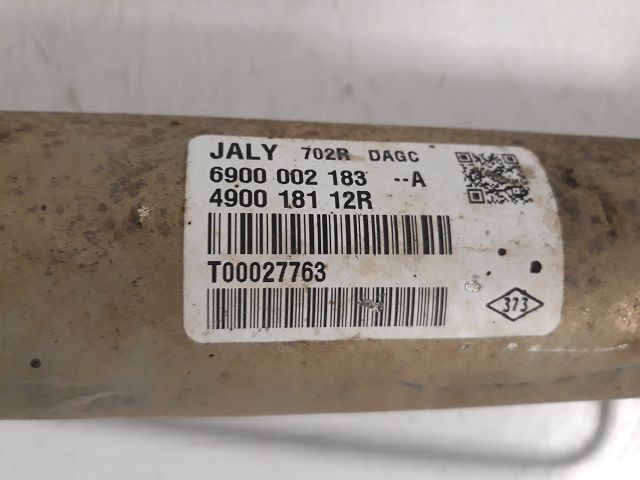 JALY 702R DAGC
6900 002 183 --A
4900 181 12R
T00027763
373